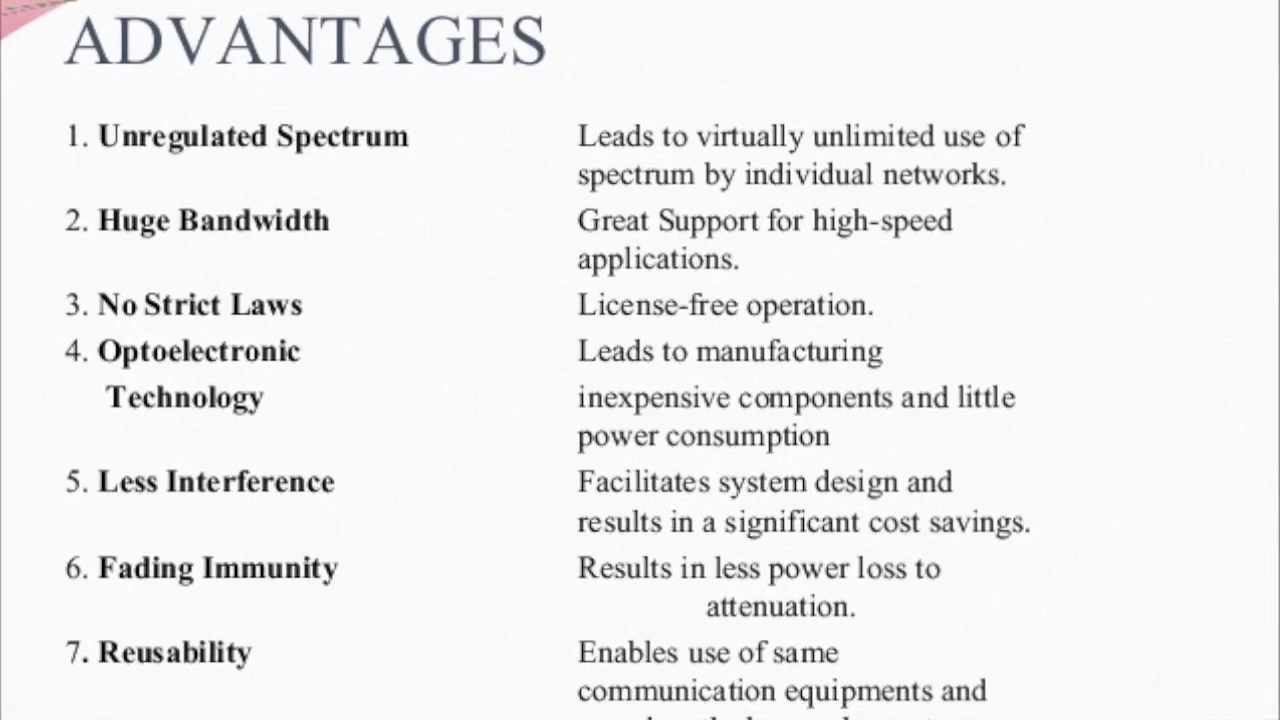 ADVANTAGES
1. Unregulated Spectrum Leads to virtually unlimited use of
spectrum by individual networks.
2. Huge Bandwidth Great Support for high-speed
applications.
3. No Strict Laws License-free operation.
4. Optoelectronic Leads to manufacturing
Technology inexpensive components and little
power consumption
5. Less Interference Facilitates system design and
results in a significant cost savings.
6. Fading Immunity Results in less power loss to
attenuation.
7. Reusability Enables use of same
communication equipments and